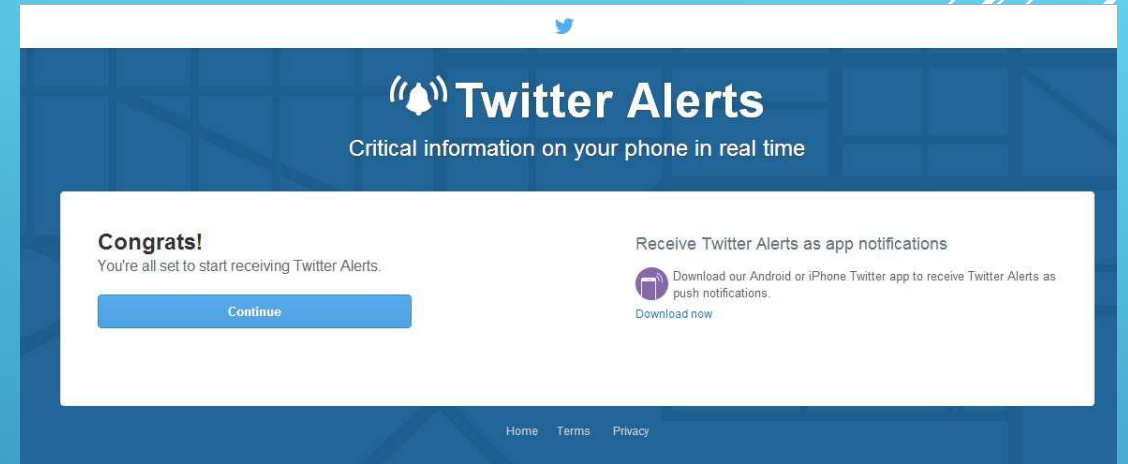 Twitter Alerts
Critical information on your phone in real time
Congrats!
You're all set to start receiving Twitter Alerts.
Continue
Receive Twitter Alerts as app notifications
Download our Android or iPhone Twitter app to receive Twitter Alerts as
push notifications.
Download now
Home Terms Privacy